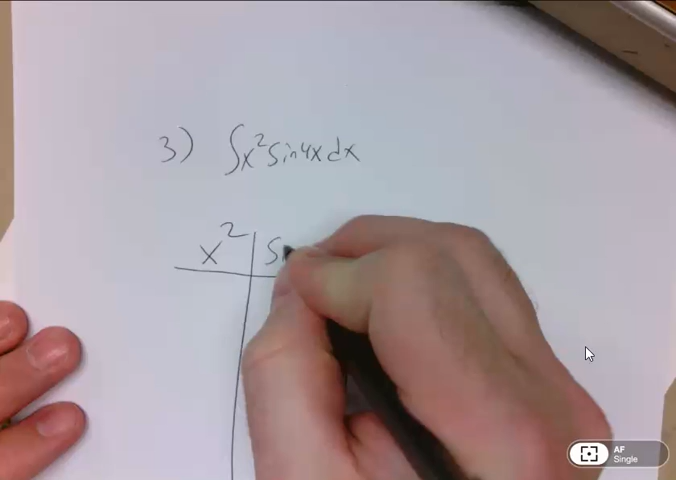 3) ∫x²sin4x dx
x² | S
AF
Single